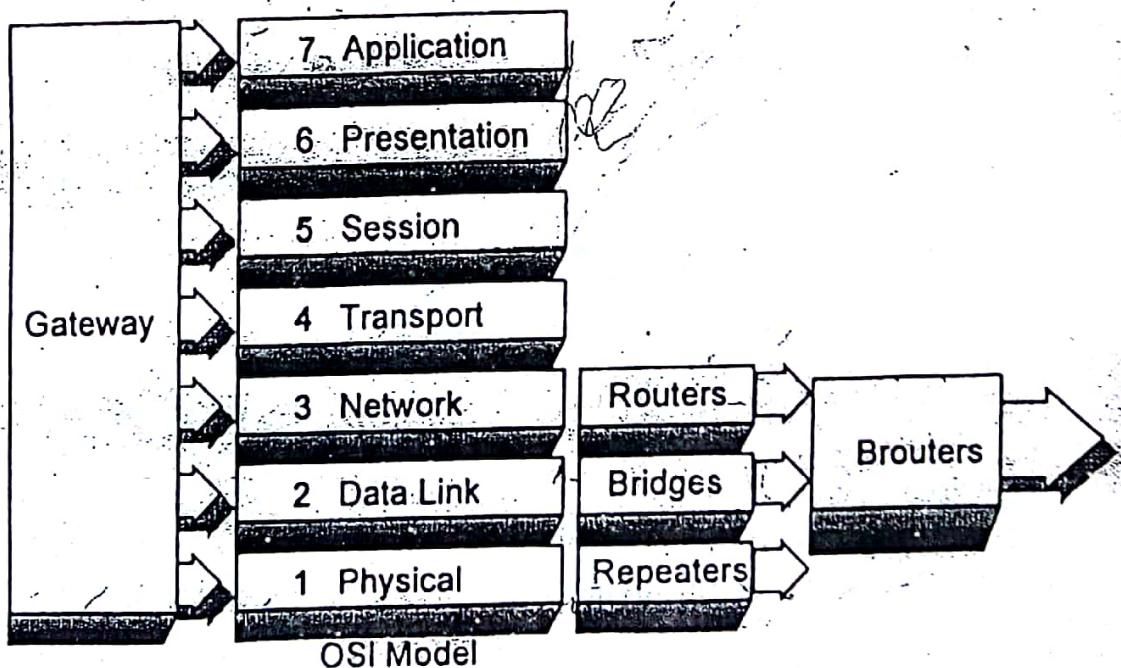 7 Application
6 Presentation
5 Session
Gateway
4 Transport
3 Network
Routers
Brouters
2 Data Link
Bridges
1 Physical
Repeaters
OSI Model